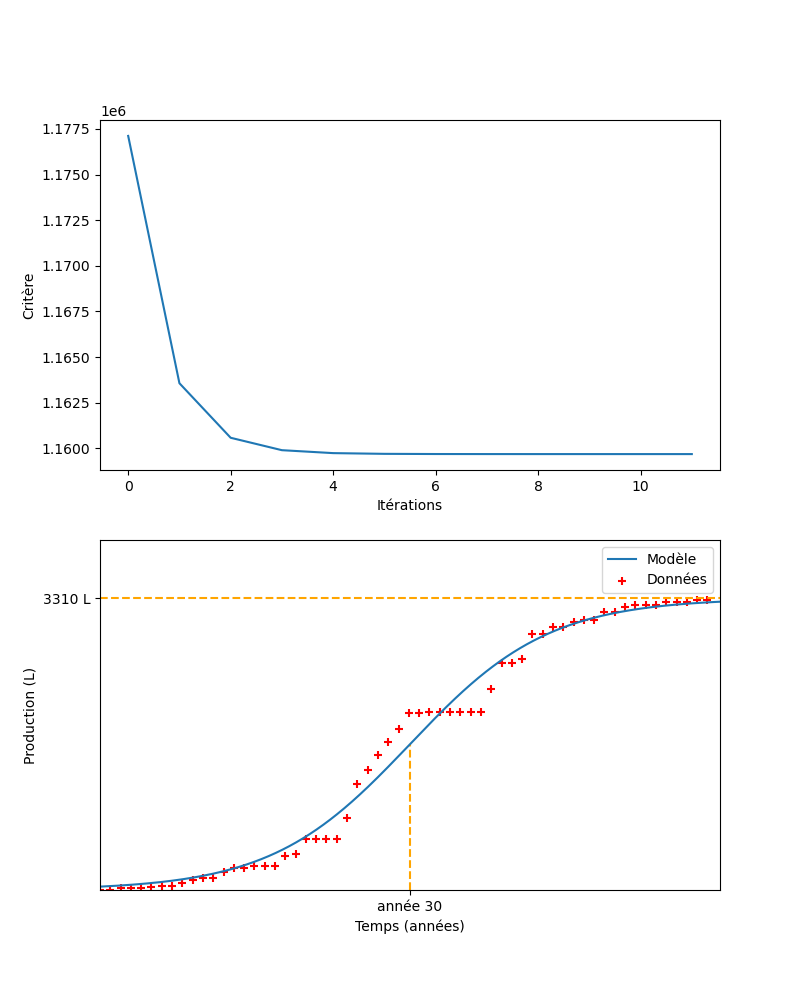 1e6
1.1775
1.1750
1.1725
1.1700
1.1675
1.1650
1.1625
1.1600
Critère
0 2 4 6 8 10
Itérations
Modèle
Données
3310 L
Production (L)
année 30
Temps (années)